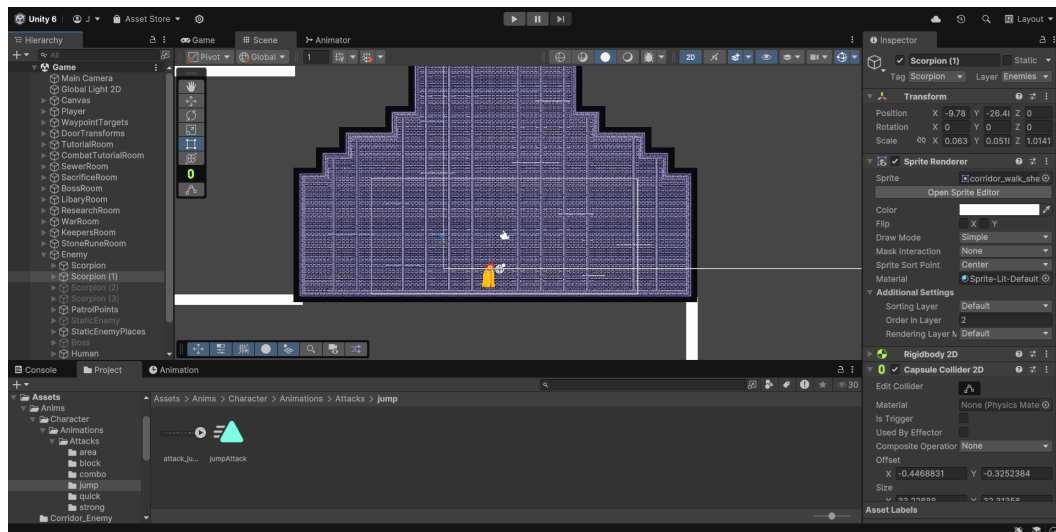 Unity 6 J Asset Store Layout
Hierarchy
All
Game
Main Camera
Global Light 2D
Canvas
Player
WaypointTargets
DoorTransforms
TutorialRoom
CombatTutorialRoom
SewerRoom
SacrificeRoom
BossRoom
LibaryRoom
ResearchRoom
WarRoom
KeepersRoom
StoneRuneRoom
Enemy
Scorpion
Scorpion (1)
Scorpion (2)
Scorpion (3)
PatrolPoints
StaticEnemy
StaticEnemyPlaces
Boss
Human
Game Scene Animator
Pivot Global 1 2D
Inspector
Scorpion (1) Static
Tag Scorpion Layer Enemies
Transform
Position X -9.78 Y -26.4 Z 0
Rotation X 0 Y 0 Z 0
Scale X 0.063 Y 0.051 Z 1.0141
Sprite Renderer
Sprite corridor_walk_she
Open Sprite Editor
Color
Flip X Y
Draw Mode Simple
Mask Interaction None
Sprite Sort Point Center
Material Sprite-Lit-Default
Additional Settings
Sorting Layer Default
Order in Layer 2
Rendering Layer M Default
Rigidbody 2D
Capsule Collider 2D
Edit Collider
Material None (Physics Mate
Is Trigger
Used By Effector
Composite Operation None
Offset
X -0.4468831 Y -0.3252384
Size
Asset Labels
Console Project Animation
30
Assets
Anims
Character
Animations
Attacks
area
block
combo
jump
quick
strong
Corridor_Enemy
Assets > Anims > Character > Animations > Attacks > jump
attack_ju... jumpAttack